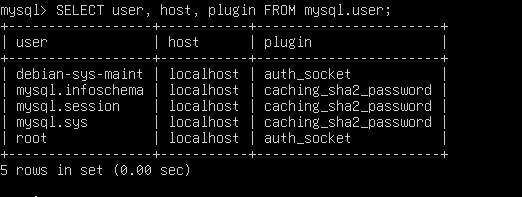 mysql> SELECT user, host, plugin FROM mysql.user;
+------------------+-----------+-----------------------+
| user             | host      | plugin                |
+------------------+-----------+-----------------------+
| debian-sys-maint | localhost | auth_socket           |
| mysql.infoschema | localhost | caching_sha2_password |
| mysql.session    | localhost | caching_sha2_password |
| mysql.sys        | localhost | caching_sha2_password |
| root             | localhost | auth_socket           |
+------------------+-----------+-----------------------+
5 rows in set (0.00 sec)